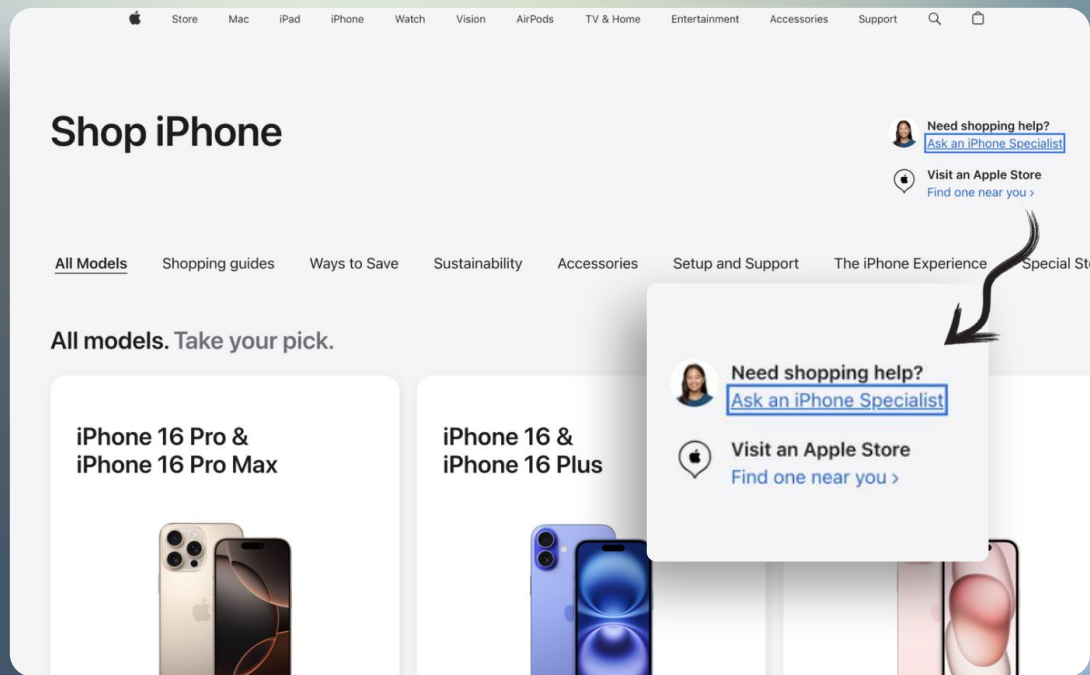 Store Mac iPad iPhone Watch Vision AirPods TV & Home Entertainment Accessories Support
Shop iPhone
Need shopping help?
Ask an iPhone Specialist
Visit an Apple Store
Find one near you ›
All Models Shopping guides Ways to Save Sustainability Accessories Setup and Support The iPhone Experience Special
All models. Take your pick.
iPhone 16 Pro &
iPhone 16 Pro Max
iPhone 16 &
iPhone 16 Plus
Need shopping help?
Ask an iPhone Specialist
Visit an Apple Store
Find one near you ›